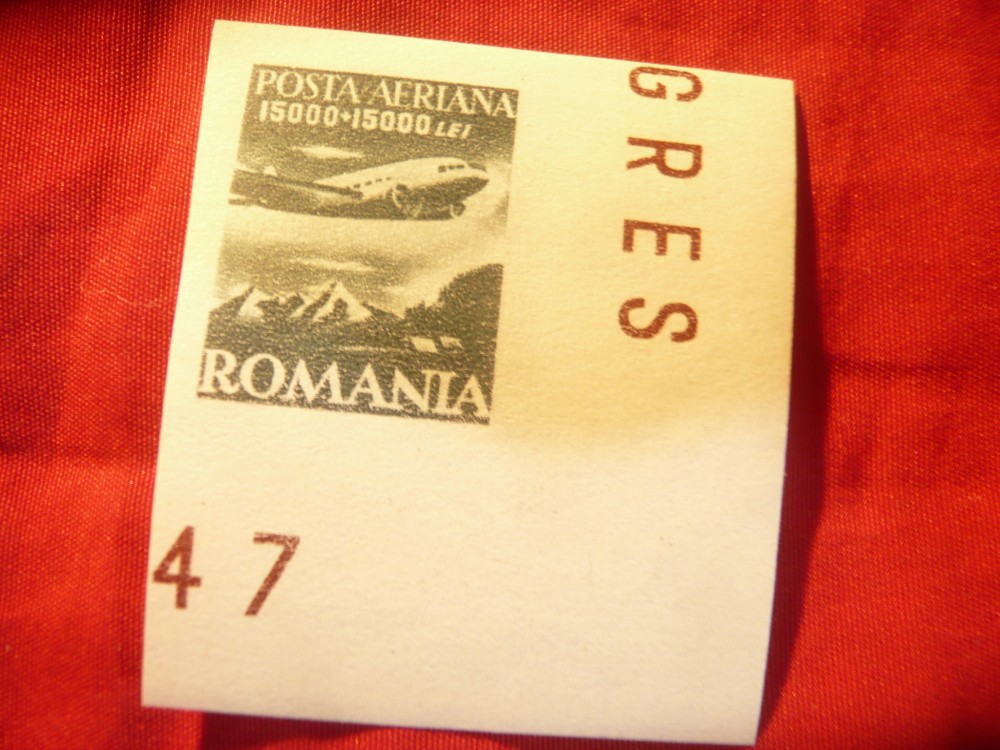 POSTA AERIANA
15000+15000 LEI
ROMANIA
GRES
47